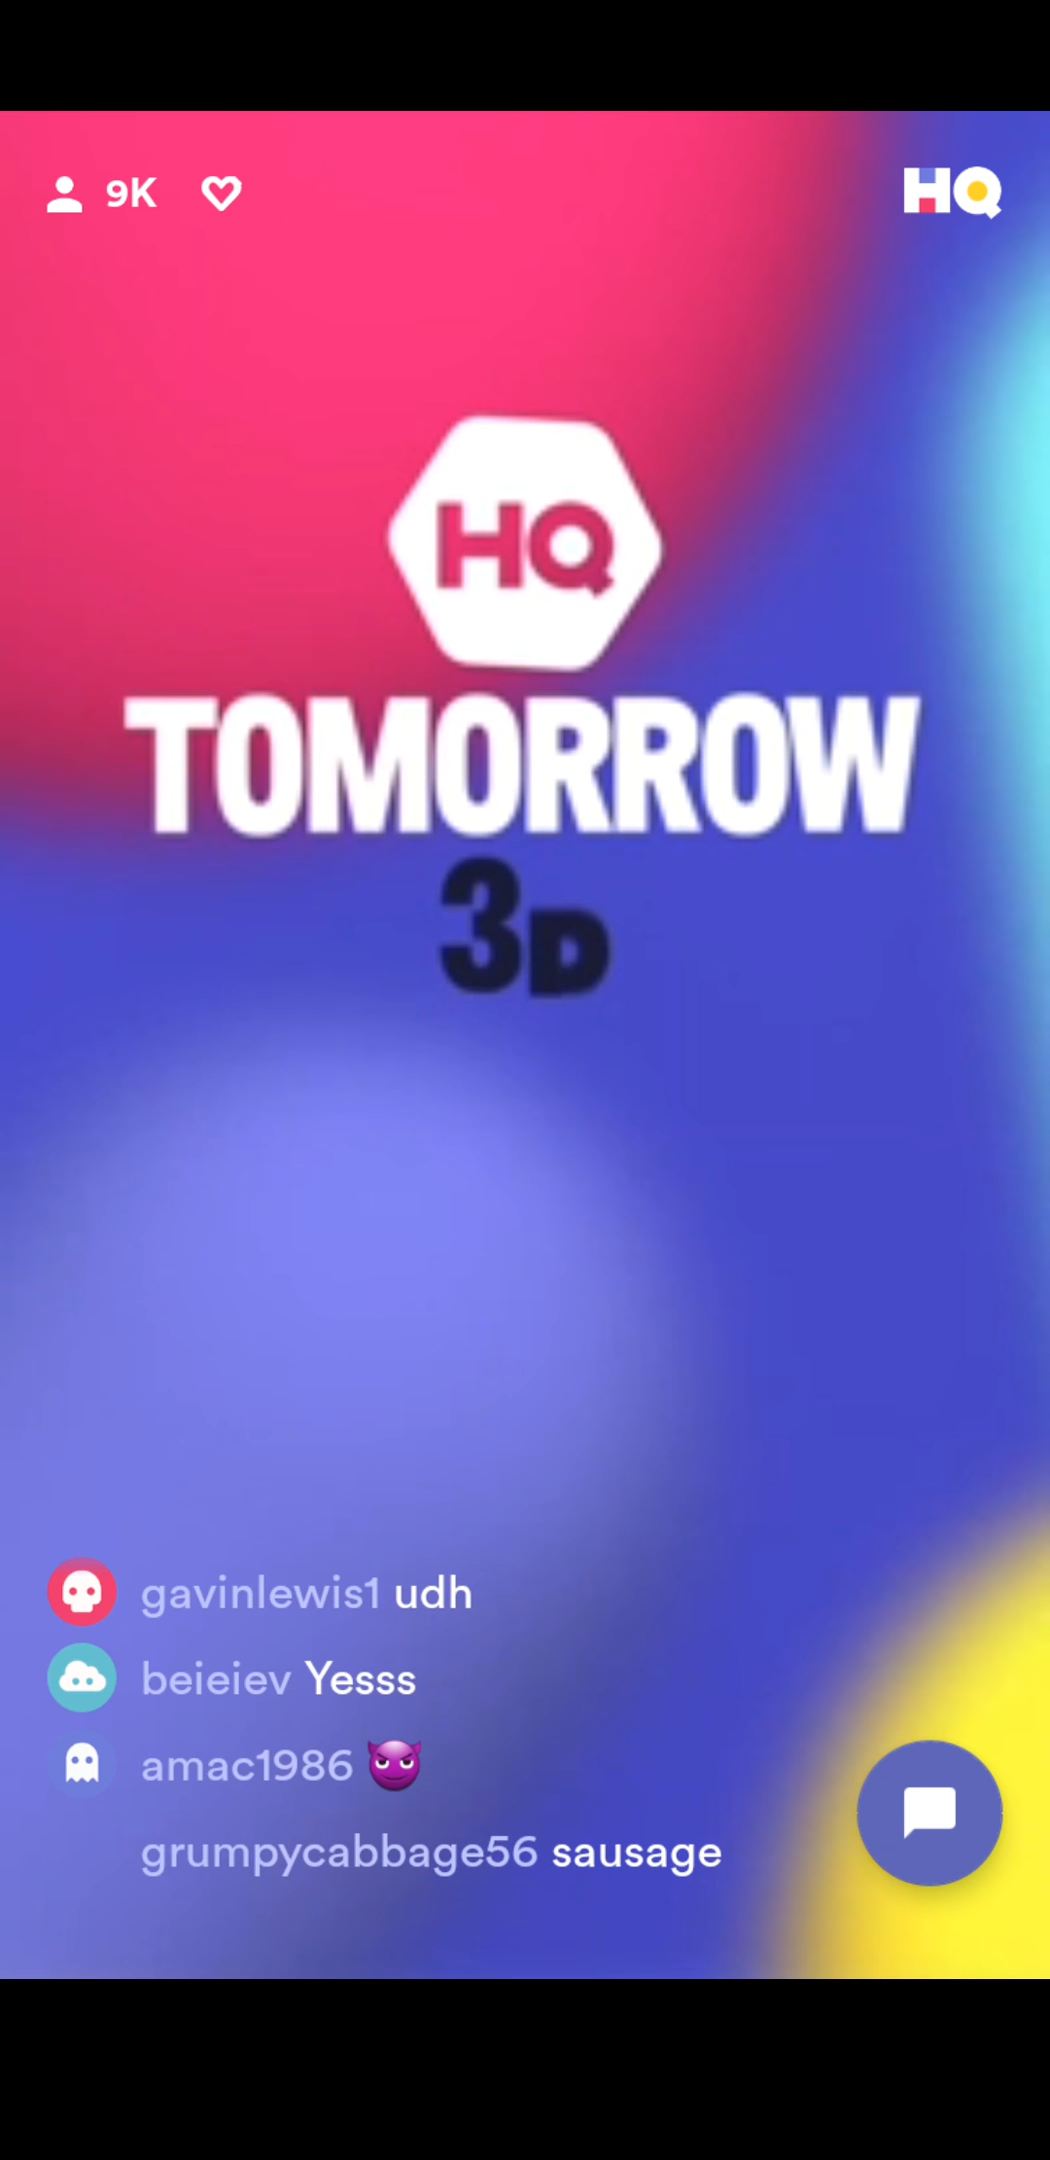 9K
HQ
HQ
TOMORROW
3D
gavinlewis1 udh
beieiev Yesss
amac1986 😈
grumpycabbage56 sausage